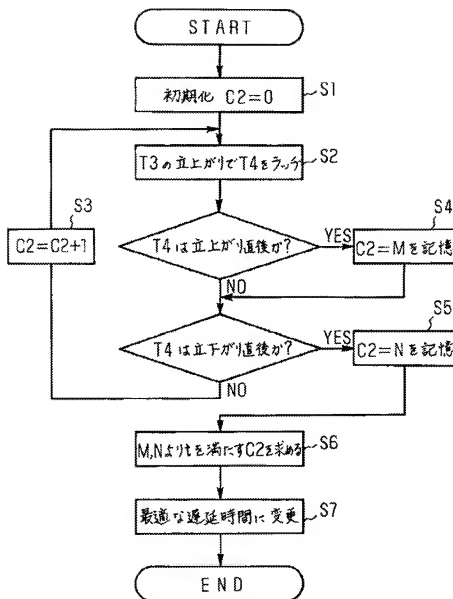 START
初期化 C2=0
S1
T3の立上がりでT4をラッチ
S2
S3
C2=C2+1
T4は立上がり直後か?
YES
S4
C2=Mを記憶
NO
T4は立下がり直後か?
YES
S5
C2=Nを記憶
NO
M,Nよりtを満たすC2を求める
S6
最適な遅延時間に変更
S7
END